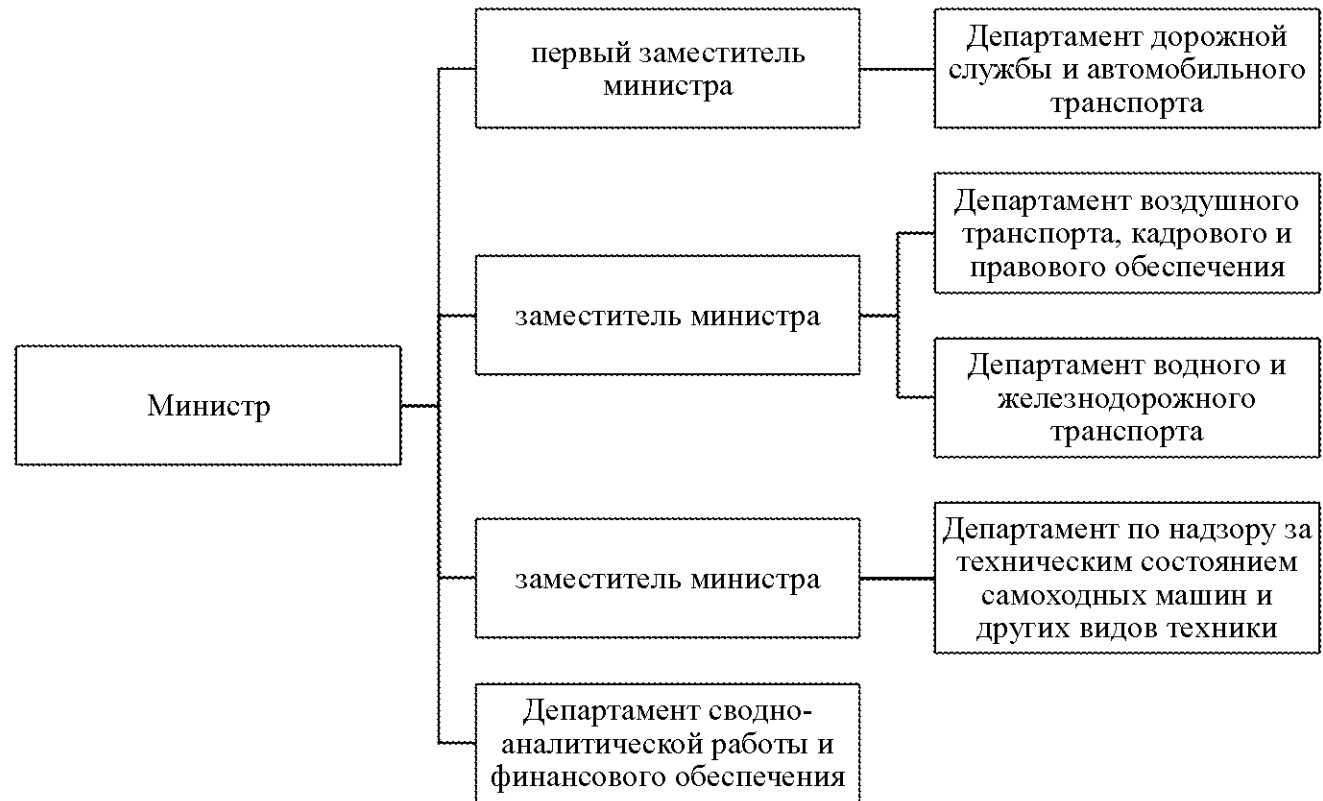 Министр
первый заместитель
министра
Департамент дорожной
службы и автомобильного
транспорта
заместитель министра
Департамент воздушного
транспорта, кадрового и
правового обеспечения
Департамент водного и
железнодорожного
транспорта
заместитель министра
Департамент по надзору за
техническим состоянием
самоходных машин и
других видов техники
Департамент сводно-
аналитической работы и
финансового обеспечения